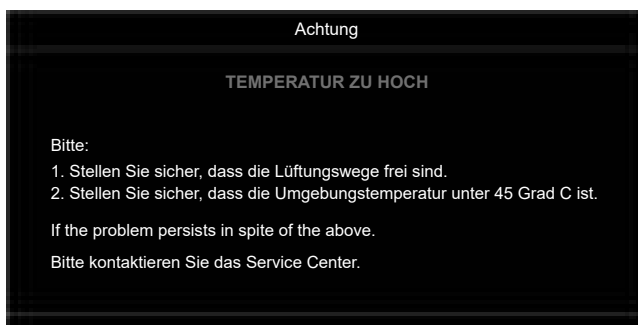 Achtung
TEMPERATUR ZU HOCH
Bitte:
1. Stellen Sie sicher, dass die Lüftungswege frei sind.
2. Stellen Sie sicher, dass die Umgebungstemperatur unter 45 Grad C ist.
If the problem persists in spite of the above.
Bitte kontaktieren Sie das Service Center.